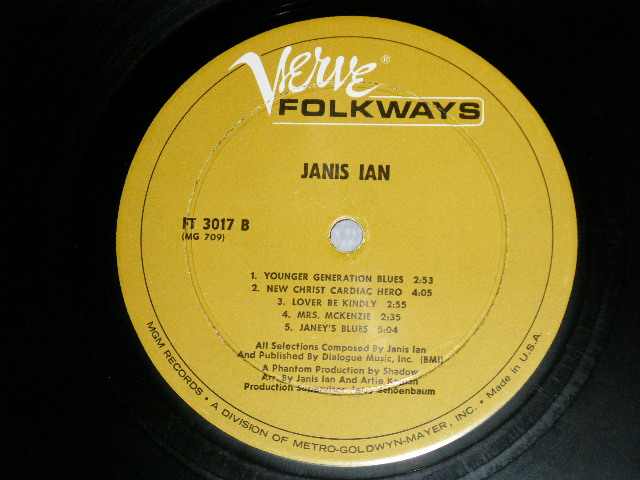 Verve®
FOLKWAYS
JANIS IAN
FT 3017 B
(MG 709)
1. YOUNGER GENERATION BLUES 2:53
2. NEW CHRIST CARDIAC HERO 4:05
3. LOVER BE KINDLY 2:55
4. MRS. MCKENZIE 2:35
5. JANEY'S BLUES 5:04
All Selections Composed By Janis Ian
And Published By Dialogue Music, Inc. (BMI)
A Phantom Production by Shadow
Arr. By Janis Ian And Artie Kaplan
Production Supervisor Jerry Schoenbaum
MGM RECORDS • A DIVISION OF METRO-GOLDWYN-MAYER, INC. • Made in U.S.A.